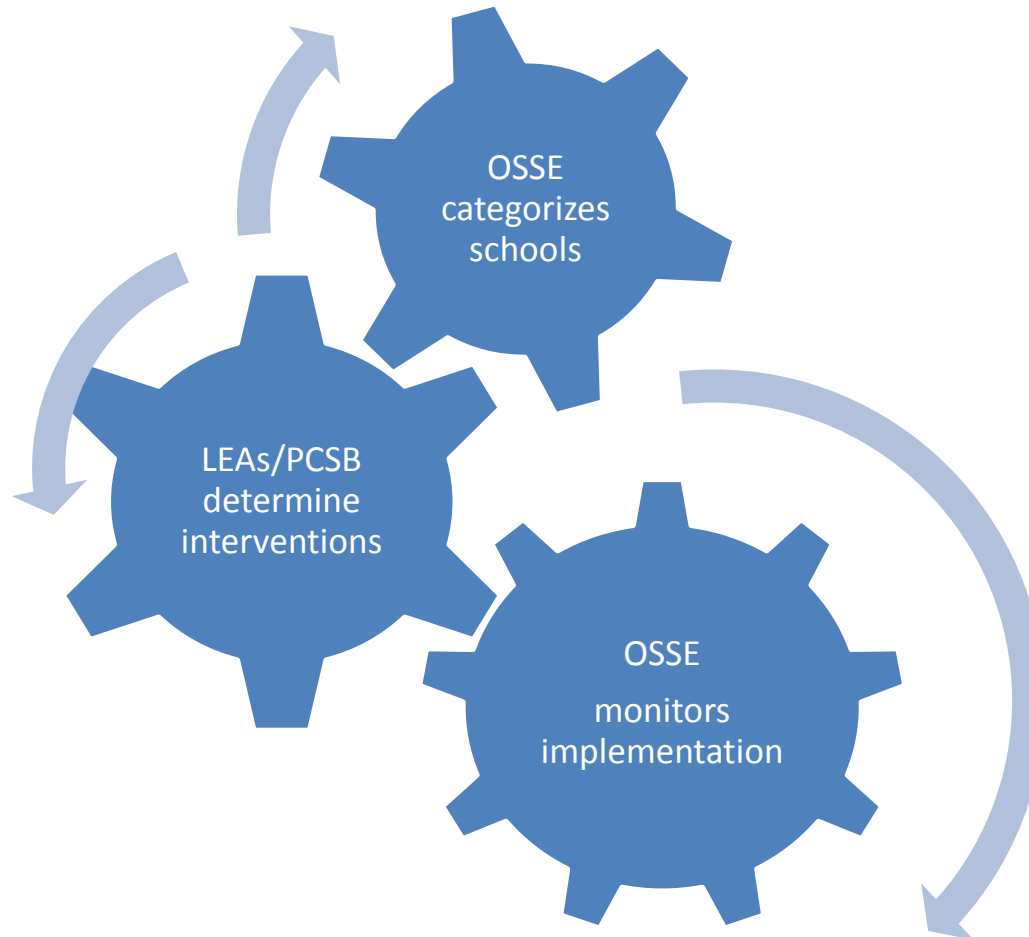 OSSE
categorizes
schools
LEAs/PCSB
determine
interventions
OSSE
monitors
implementation